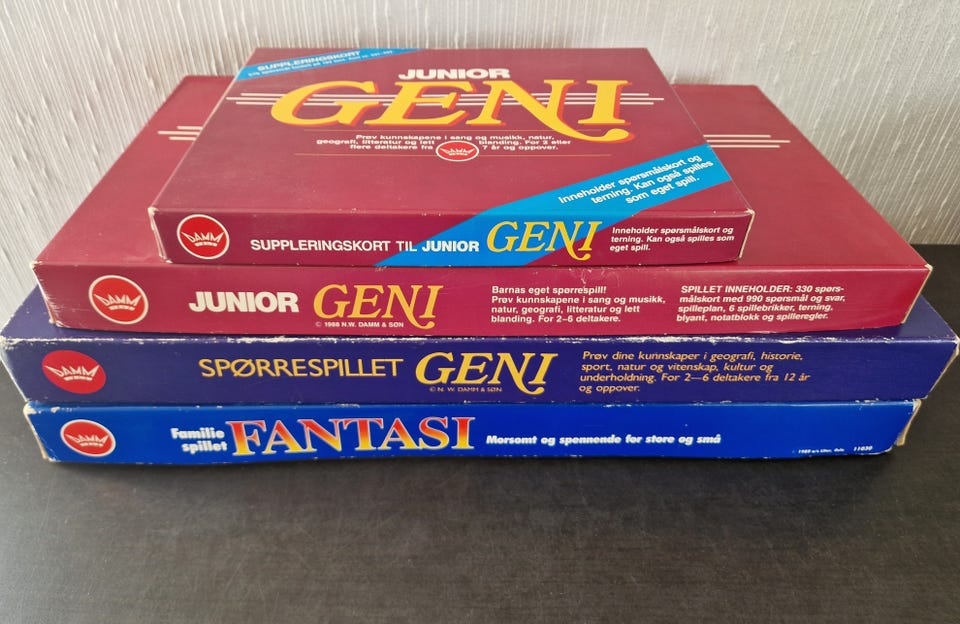 SUPPLERINGSKORT
JUNIOR
GENI
Prøv kunnskapene i sang og musikk, natur,
geografi, litteratur og lett blanding. For 2 eller
flere deltakere fra 7 år og oppover.
Inneholder spørsmålskort og
terning. Kan også spilles
som eget spill.
DAMM
SUPPLERINGSKORT TIL JUNIOR GENI
Inneholder spørsmålskort og
terning. Kan også spilles som
eget spill.
DAMM
JUNIOR GENI
© 1988 N.W. DAMM & SØN
Barnas eget spørrespill!
Prøv kunnskapene i sang og musikk,
natur, geografi, litteratur og lett
blanding. For 2–6 deltakere.
SPILLET INNEHOLDER: 330 spørs-
målskort med 990 spørsmål og svar,
spilleplan, 6 spillebrikker, terning,
blyant, notatblokk og spilleregler.
DAMM
SPØRRESPILLET GENI
© N.W. DAMM & SØN
Prøv dine kunnskaper i geografi, historie,
sport, natur og vitenskap, kultur og
underholdning. For 2–6 deltakere fra 12 år
og oppover.
DAMM
Familie
spillet
FANTASI
Morsomt og spennende for store og små
11030